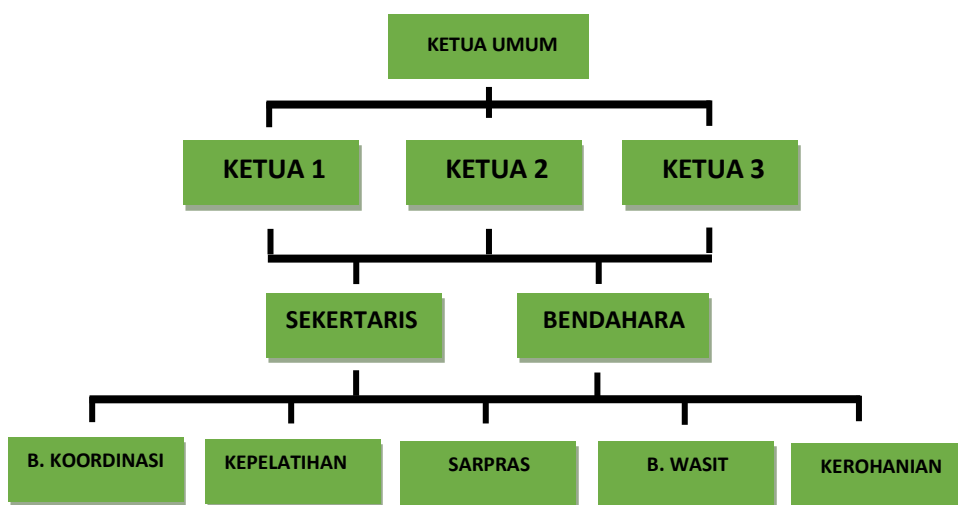 KETUA UMUM
KETUA 1
KETUA 2
KETUA 3
SEKERTARIS
BENDAHARA
B. KOORDINASI
KEPELATIHAN
SARPRAS
B. WASIT
KEROHANIAN